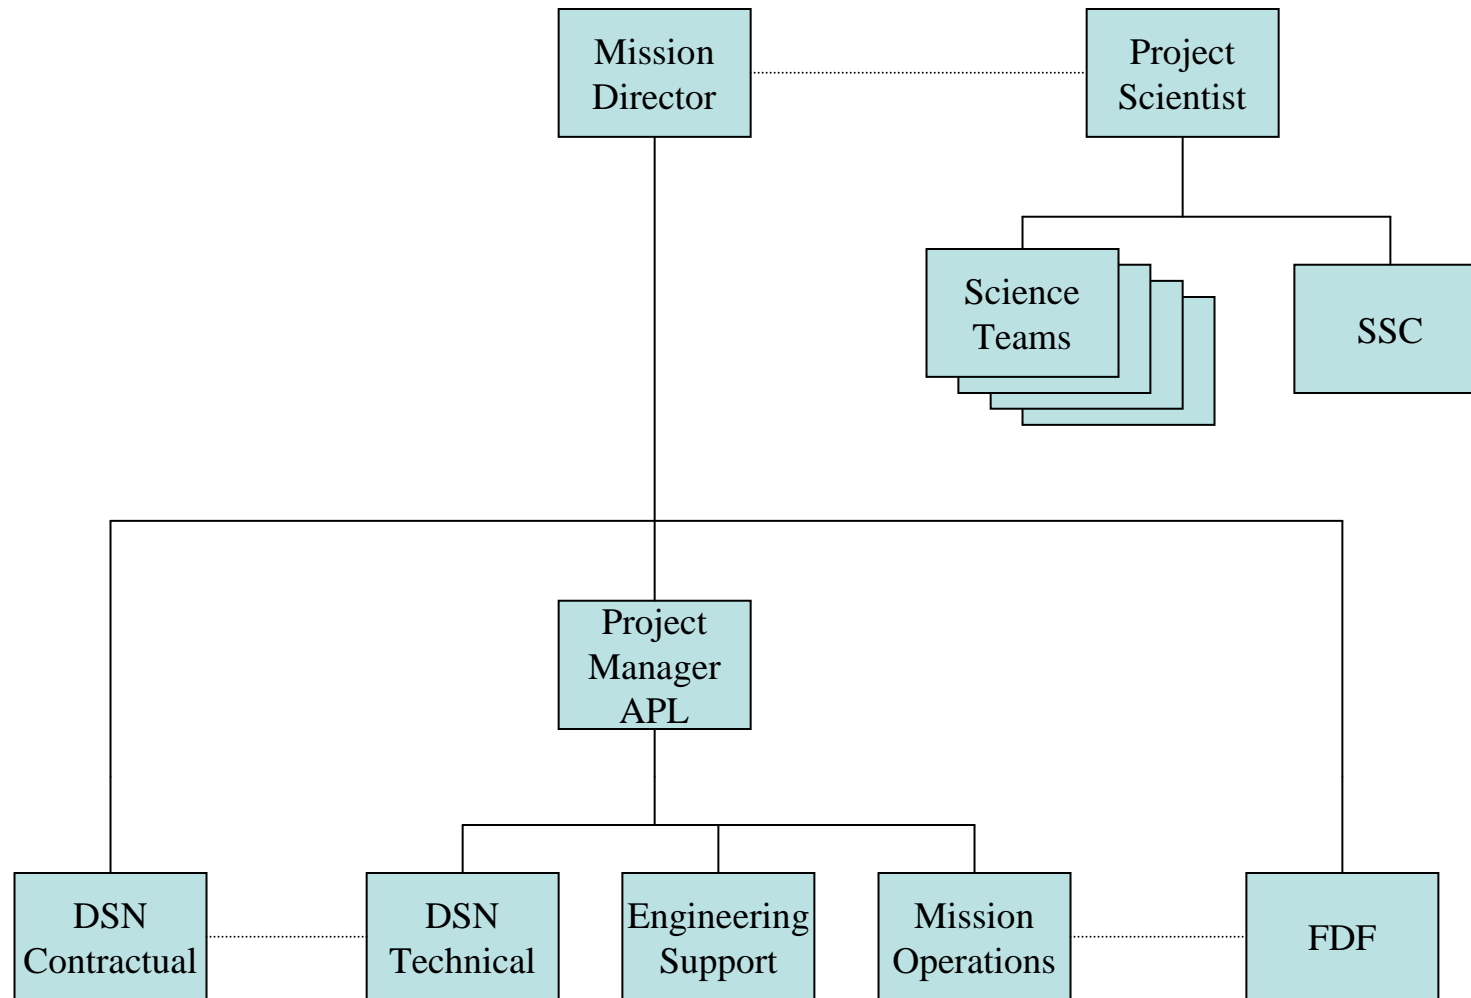 Mission
Director
Project
Scientist
Science
Teams
SSC
Project
Manager
APL
DSN
Contractual
DSN
Technical
Engineering
Support
Mission
Operations
FDF